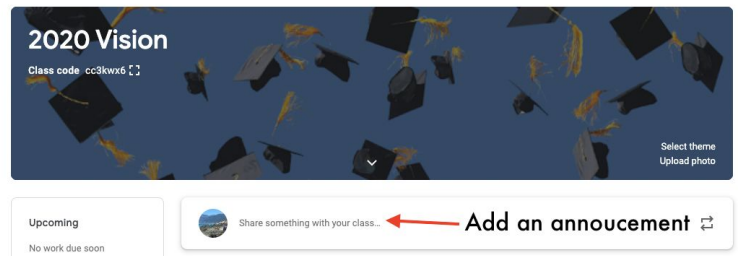 2020 Vision
Class code cc3kwx6
Select theme
Upload photo
Upcoming
No work due soon
Share something with your class...
Add an annoucement